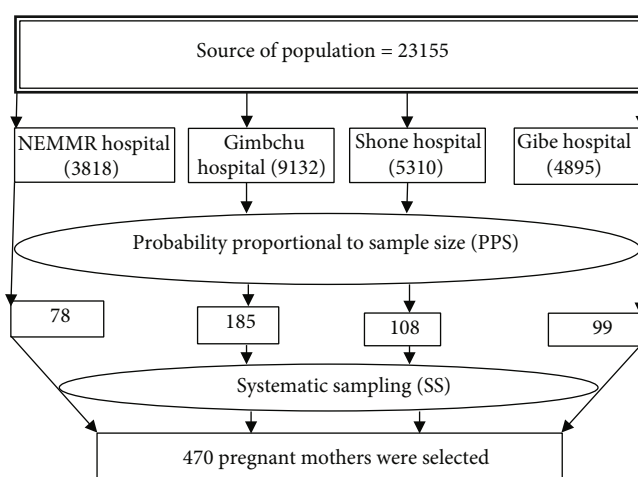 Source of population = 23155
NEMMR hospital
(3818)
Gimbchu
hospital (9132)
Shone hospital
(5310)
Gibe hospital
(4895)
Probability proportional to sample size (PPS)
78
185
108
99
Systematic sampling (SS)
470 pregnant mothers were selected